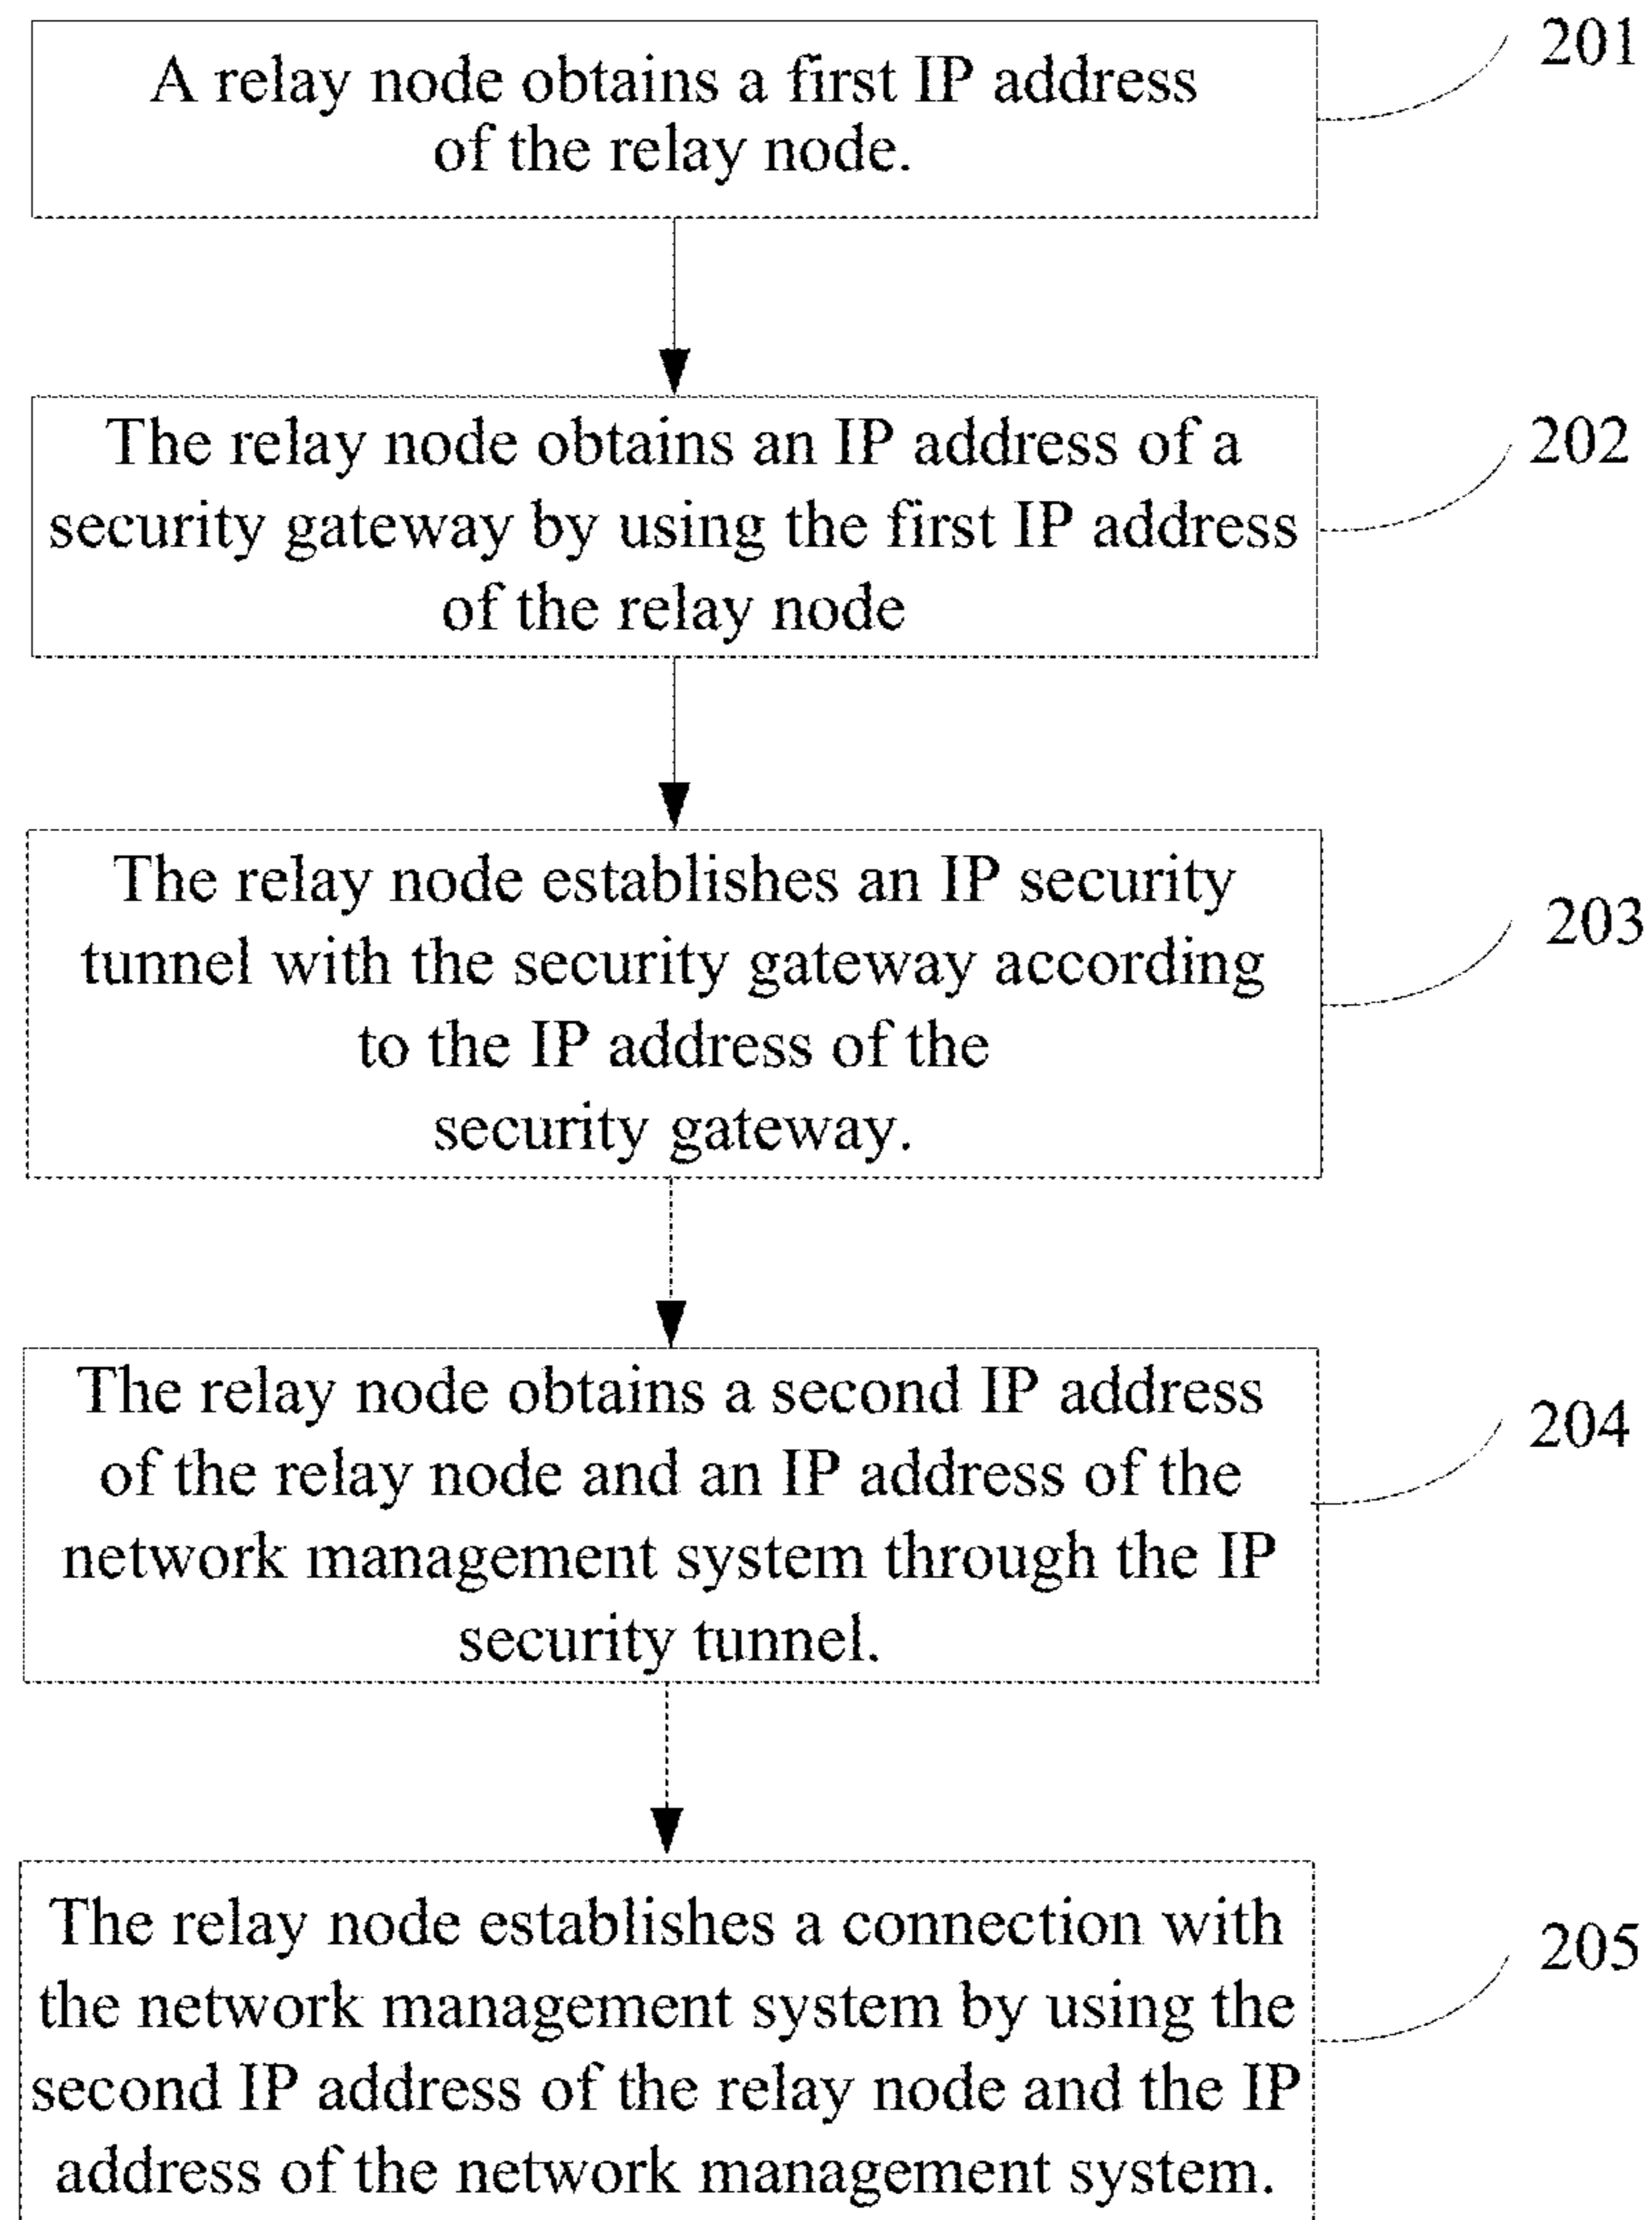 A relay node obtains a first IP address
of the relay node.
201
The relay node obtains an IP address of a
security gateway by using the first IP address
of the relay node
202
The relay node establishes an IP security
tunnel with the security gateway according
to the IP address of the
security gateway.
203
The relay node obtains a second IP address
of the relay node and an IP address of the
network management system through the IP
security tunnel.
204
The relay node establishes a connection with
the network management system by using the
second IP address of the relay node and the IP
address of the network management system.
205